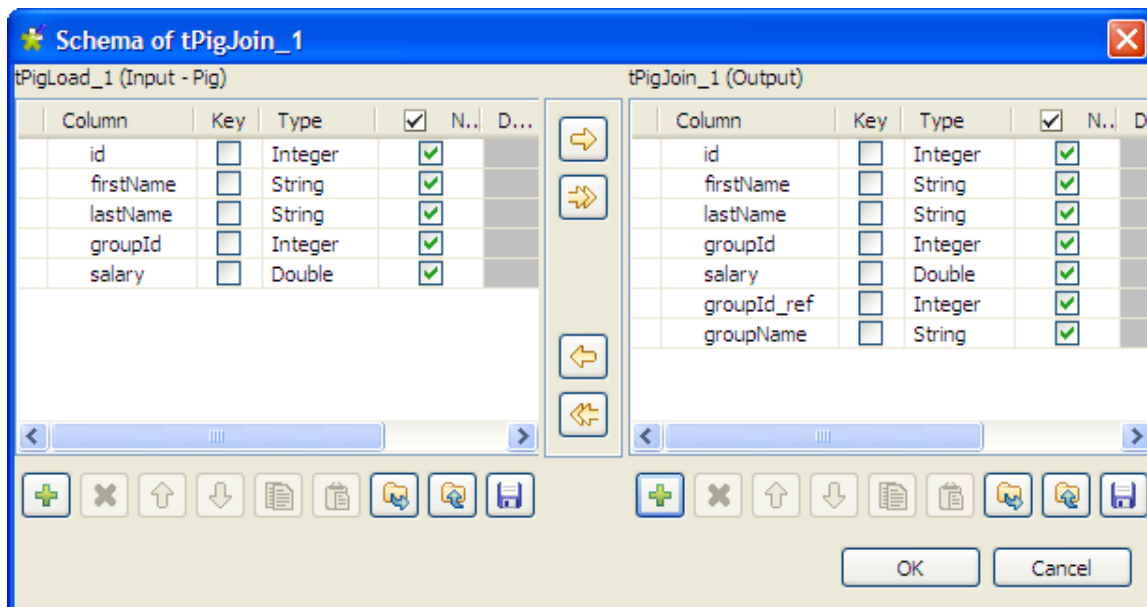 Schema of tPigJoin_1
tPigLoad_1 (Input - Pig)
Column Key Type N.. D...
id Integer
firstName String
lastName String
groupId Integer
salary Double
tPigJoin_1 (Output)
Column Key Type N.. D
id Integer
firstName String
lastName String
groupId Integer
salary Double
groupId_ref Integer
groupName String
OK Cancel